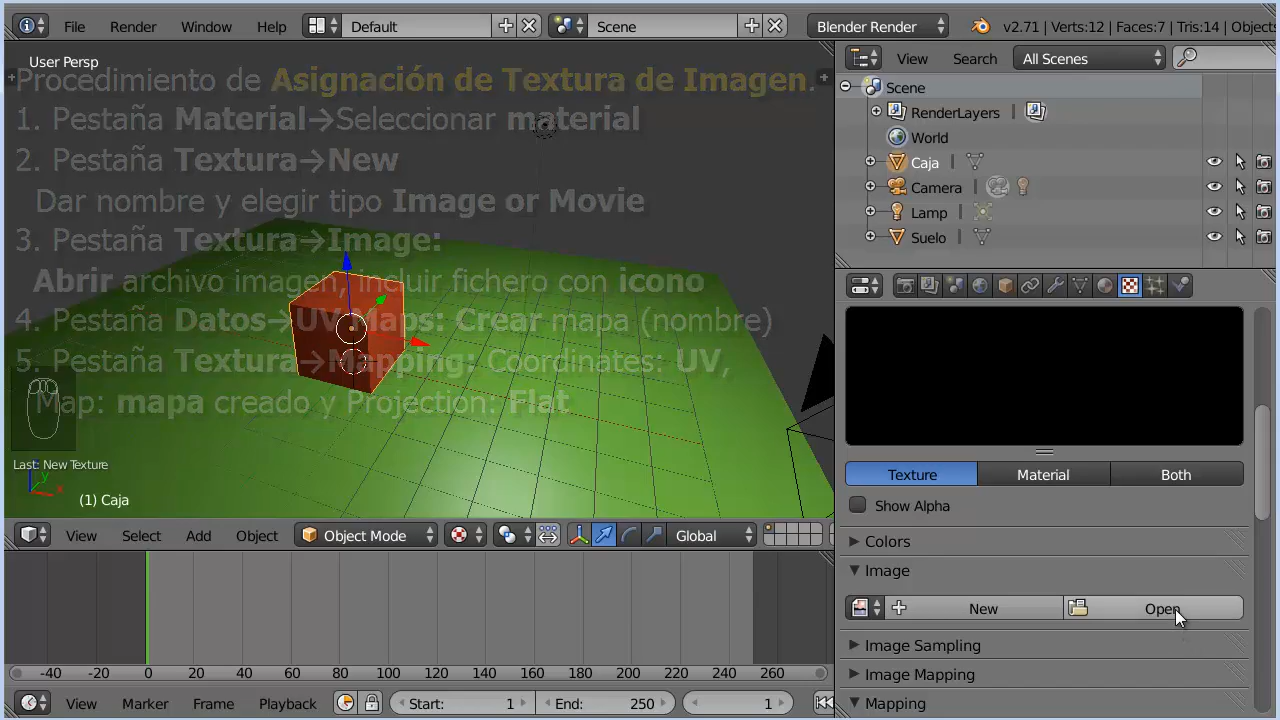 File Render Window Help Default Scene Blender Render v2.71 | Verts:12 | Faces:7 | Tris:14 | Object
User Persp
View Search All Scenes
Procedimiento de Asignación de Textura de Imagen.
1. Pestaña Material→Seleccionar material
2. Pestaña Textura→New
Dar nombre y elegir tipo Image or Movie
3. Pestaña Textura→Image:
Abrir archivo imagen, incluir fichero con icono
4. Pestaña Datos→UV Maps: Crear mapa (nombre)
5. Pestaña Textura→Mapping: Coordinates: UV,
Map: mapa creado y Projection: Flat
Last: New Texture
z
y
x
(1) Caja
Scene
RenderLayers |
World
Caja |
Camera |
Lamp |
Suelo |
Texture Material Both
Show Alpha
Colors
Image
New Open
Image Sampling
Image Mapping
Mapping
View Select Add Object Object Mode Global
-40 -20 0 20 40 60 80 100 120 140 160 180 200 220 240 260
View Marker Frame Playback Start: 1 End: 250 1